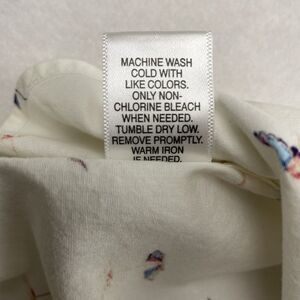 MACHINE WASH
COLD WITH
LIKE COLORS.
ONLY NON-
CHLORINE BLEACH
WHEN NEEDED.
TUMBLE DRY LOW.
REMOVE PROMPTLY.
WARM IRON
IS NEEDED.